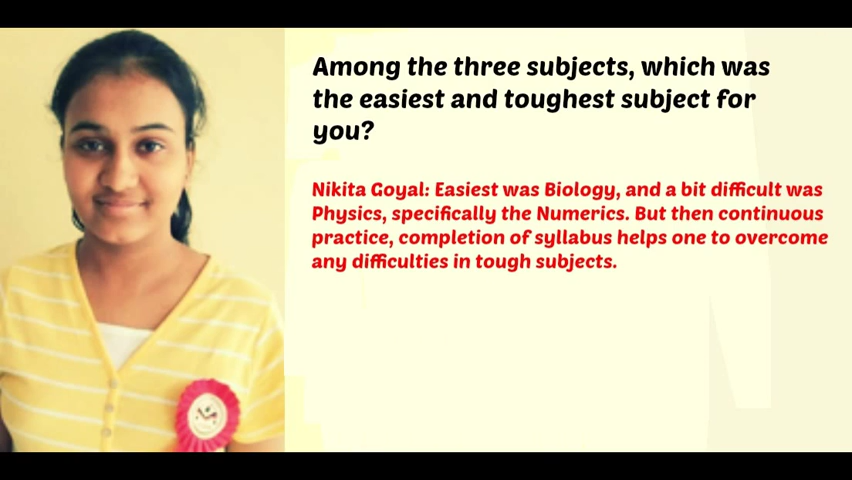 Among the three subjects, which was
the easiest and toughest subject for
you?
Nikita Goyal: Easiest was Biology, and a bit difficult was
Physics, specifically the Numerics. But then continuous
practice, completion of syllabus helps one to overcome
any difficulties in tough subjects.